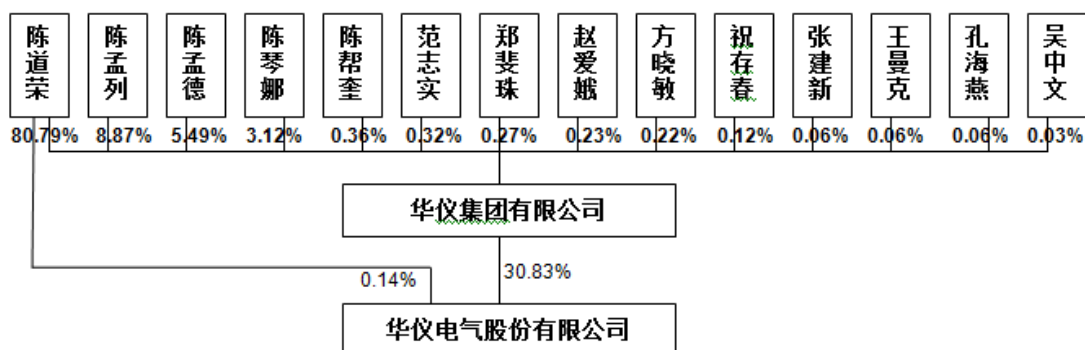 陈道荣
陈孟列
陈孟德
陈琴娜
陈帮奎
范志实
郑斐珠
赵爱娥
方晓敏
祝存春
张建新
王曼克
孔海燕
吴中文
80.79%
8.87%
5.49%
3.12%
0.36%
0.32%
0.27%
0.23%
0.22%
0.12%
0.06%
0.06%
0.06%
0.03%
华仪集团有限公司
0.14%
30.83%
华仪电气股份有限公司